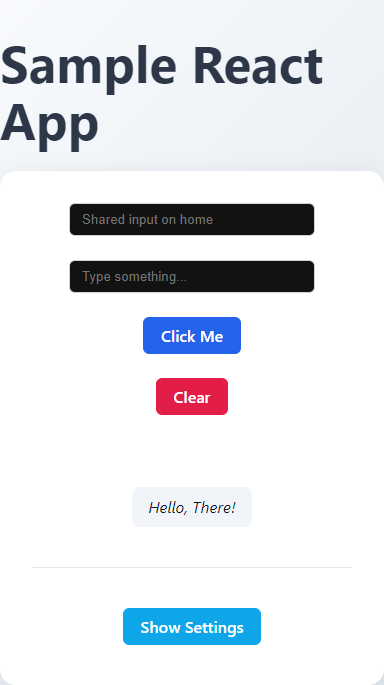 Sample React
App
Shared input on home
Type something...
Click Me
Clear
Hello, There!
Show Settings